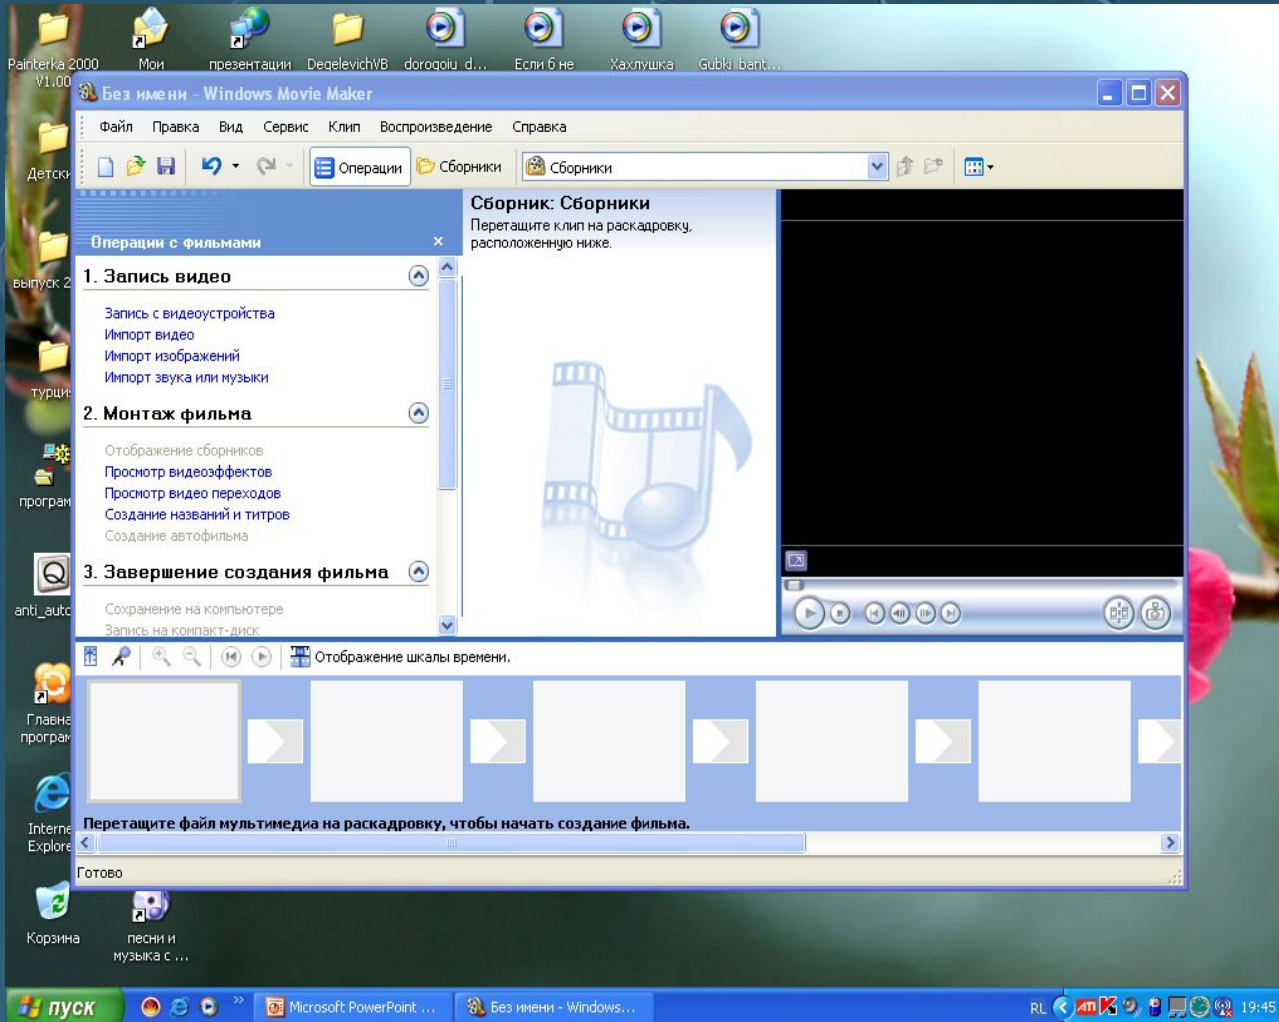 Painterka 2000
V1.00
Мои
презентации
DegelevichVB
dorogoiu_d...
Если б не
Хахлушка
Gubki_bant...
Без имени - Windows Movie Maker
Файл Правка Вид Сервис Клип Воспроизведение Справка
Операции Сборники Сборники
Операции с фильмами
Сборник: Сборники
Перетащите клип на раскадровку,
расположенную ниже.
1. Запись видео
Запись с видеоустройства
Импорт видео
Импорт изображений
Импорт звука или музыки
2. Монтаж фильма
Отображение сборников
Просмотр видеоэффектов
Просмотр видео переходов
Создание названий и титров
Создание автофильма
3. Завершение создания фильма
Сохранение на компьютере
Запись на компакт-диск
Отображение шкалы времени.
Перетащите файл мультимедиа на раскадровку, чтобы начать создание фильма.
Готово
Детски
выпуск 2
турция
програм
anti_auto
Главна
програм
Interne
Explore
Корзина
песни и
музыка с ...
пуск
Microsoft PowerPoint ...
Без имени - Windows...
RL
ATI
19:45